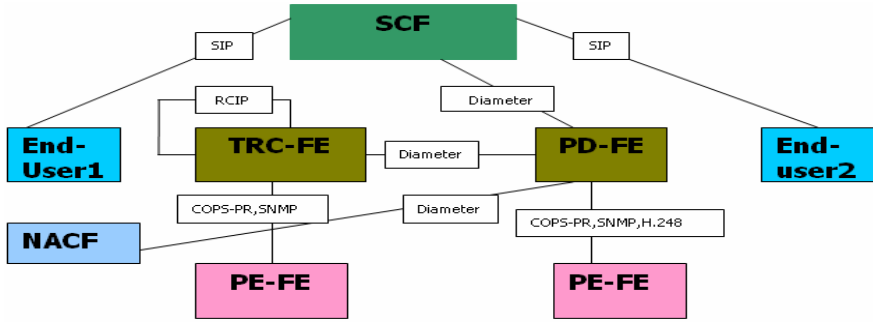 SCF
SIP
SIP
RCIP
Diameter
End-
User1
TRC-FE
Diameter
PD-FE
End-
user2
COPS-PR,SNMP
Diameter
COPS-PR,SNMP,H.248
NACF
PE-FE
PE-FE